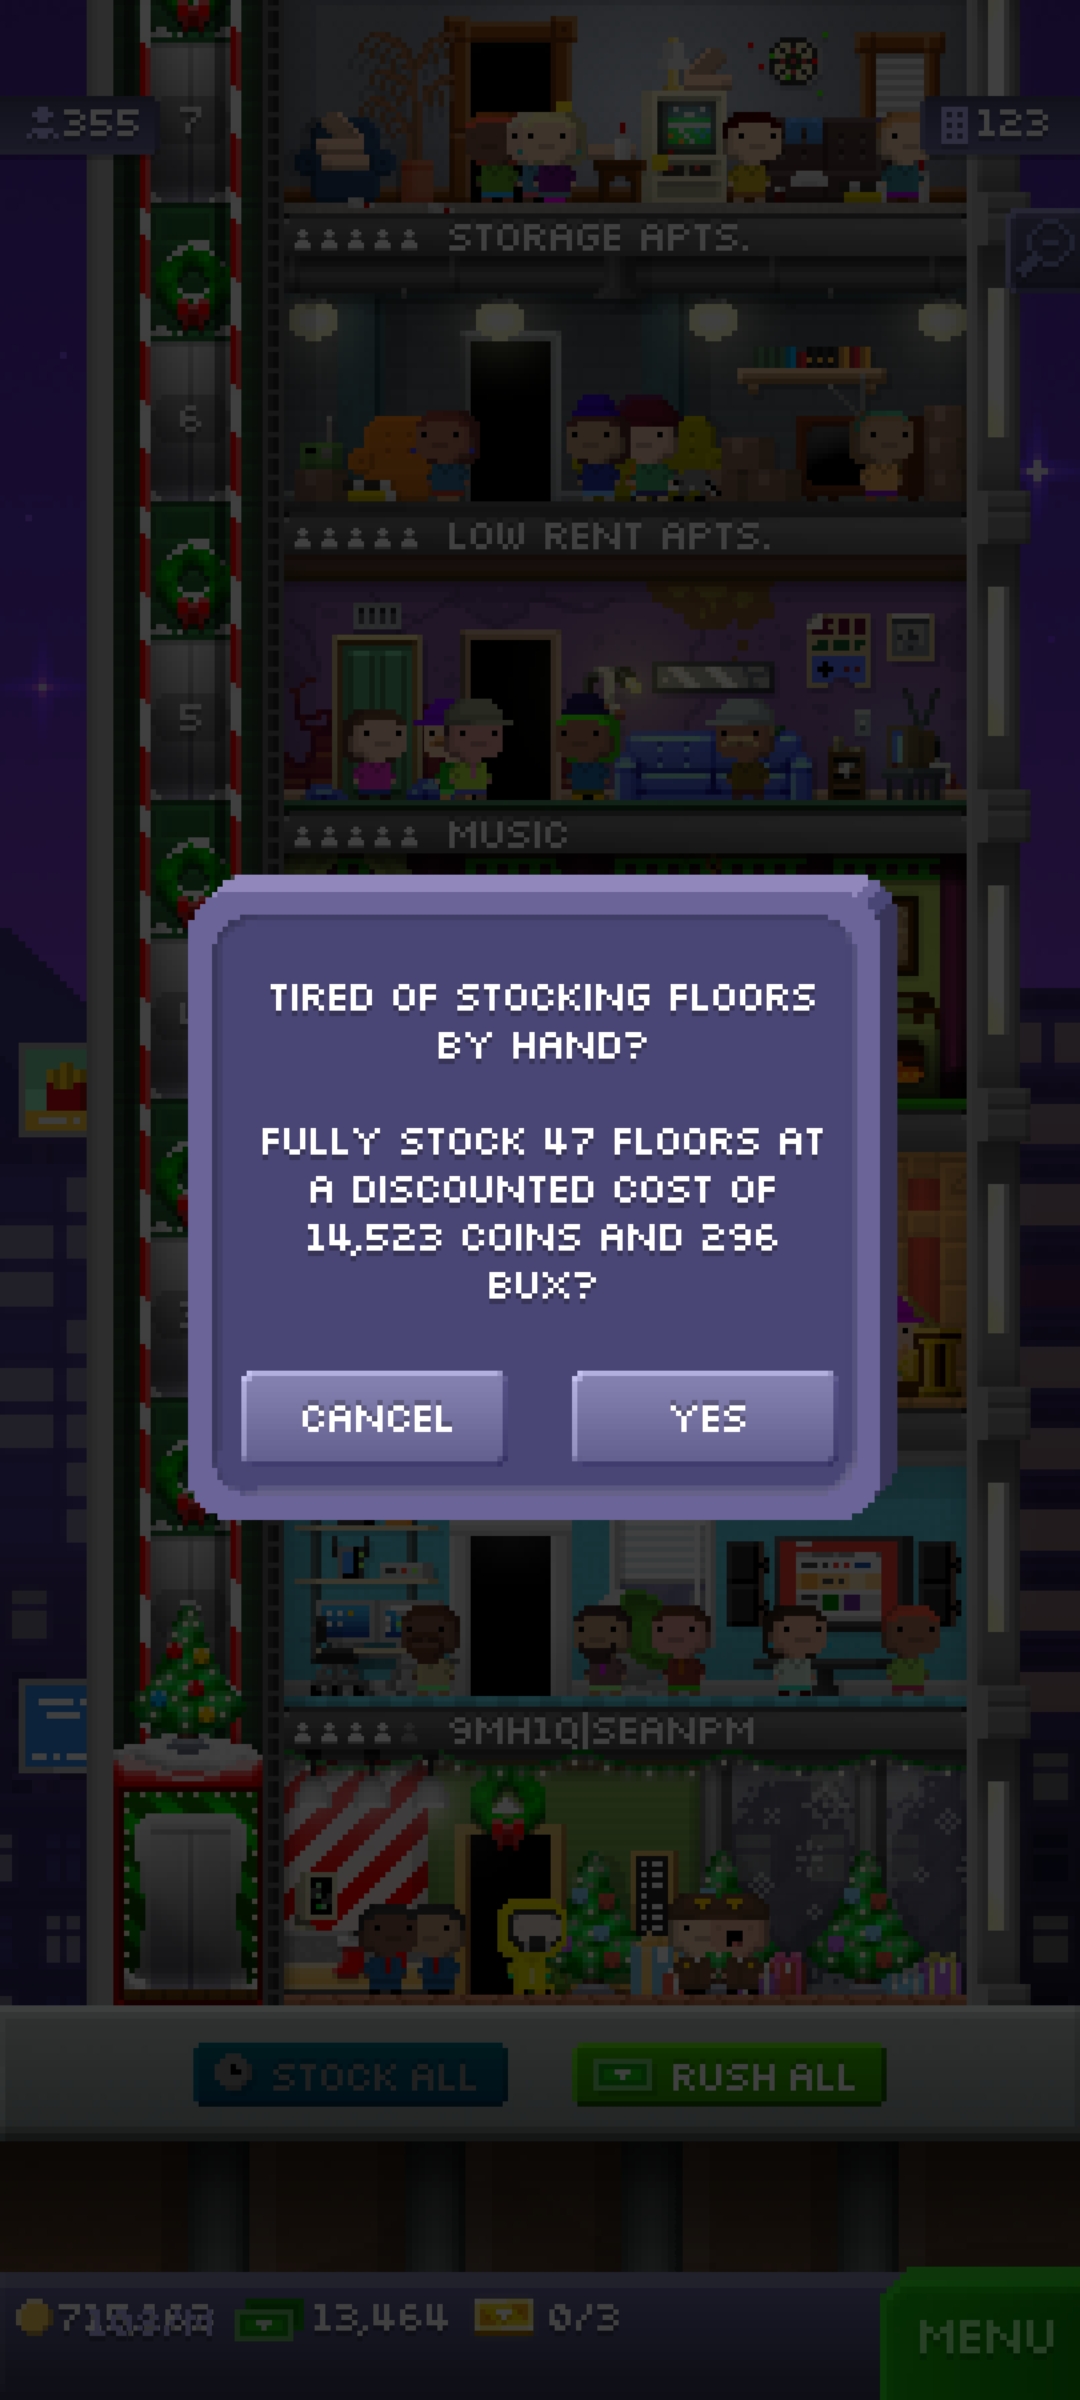 7
355
123
STORAGE APTS.
6
LOW RENT APTS.
5
MUSIC
TIRED OF STOCKING FLOORS
BY HAND?
FULLY STOCK 47 FLOORS AT
A DISCOUNTED COST OF
14,523 COINS AND 296
BUX?
CANCEL
YES
9MH1Q|SEANPM
STOCK ALL
RUSH ALL
13,464
0/3
MENU